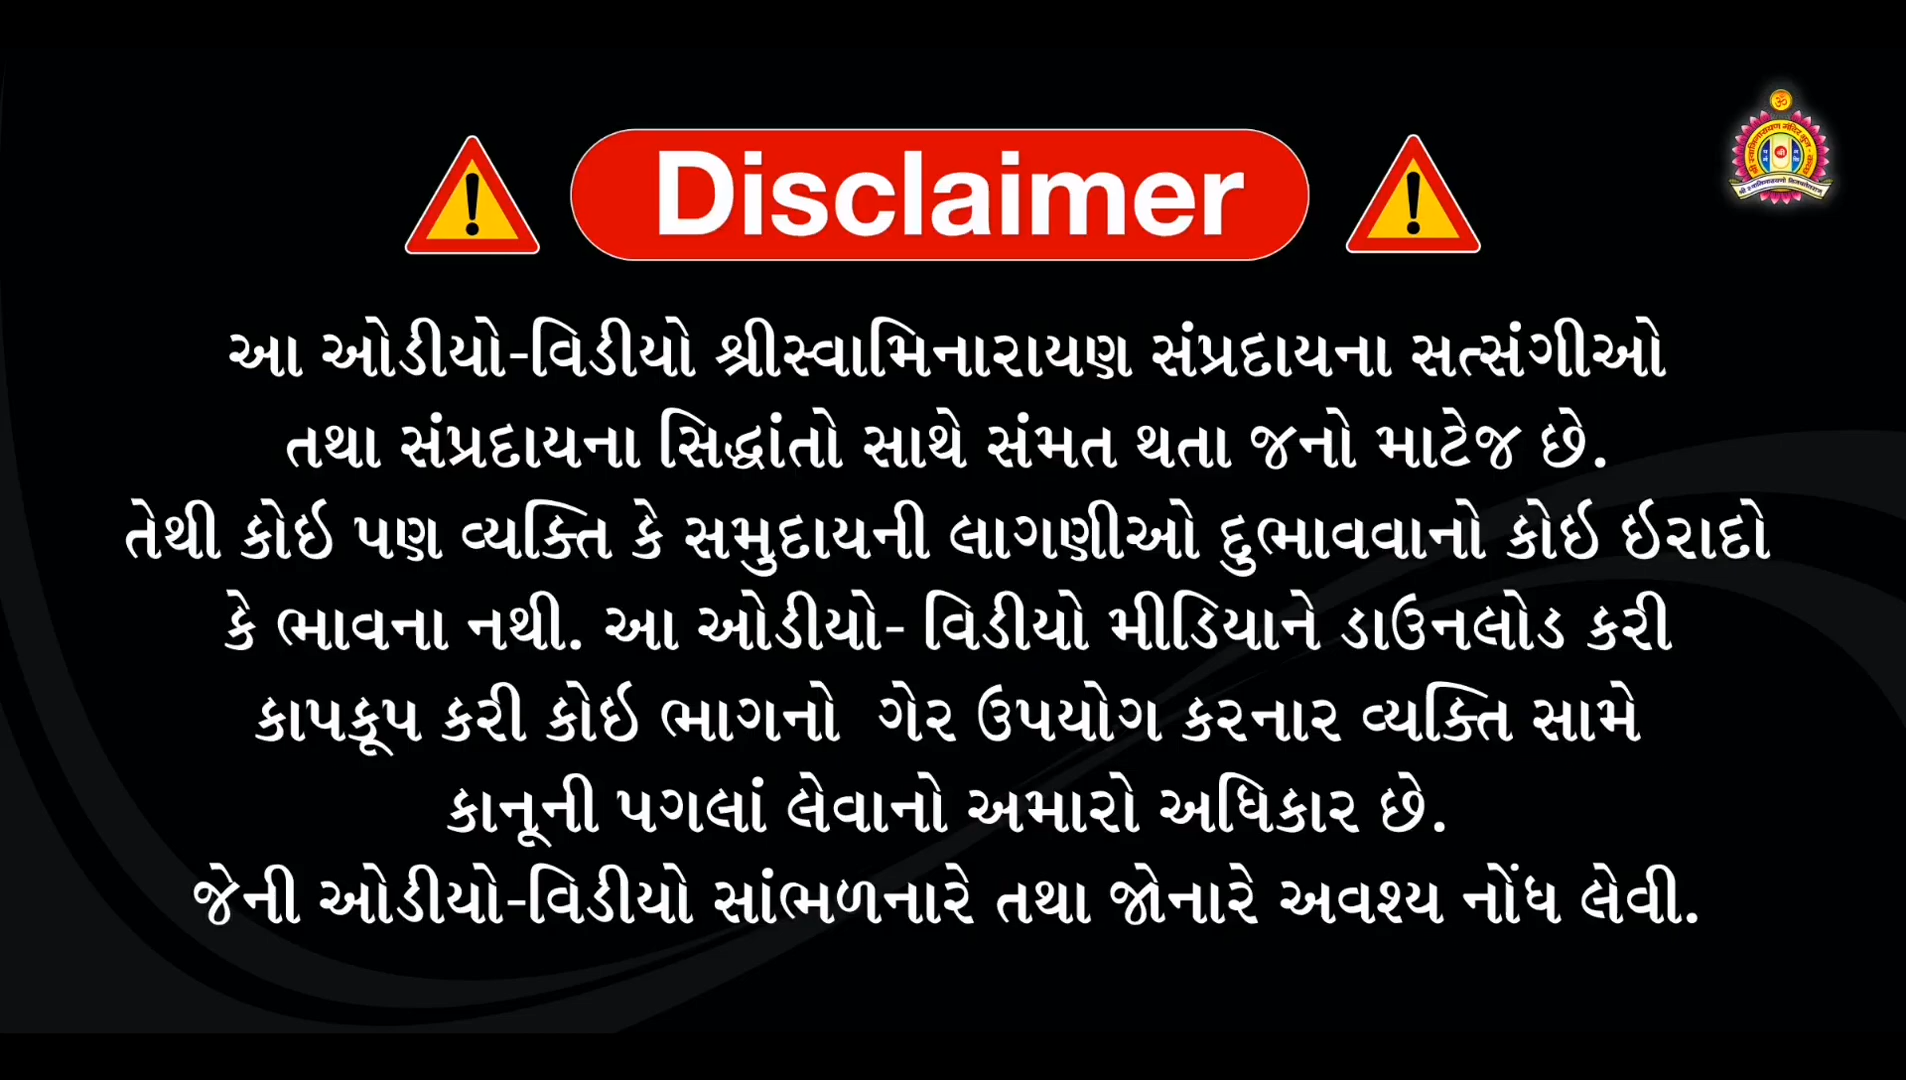 Disclaimer
આ ઓડીયો-વિડીયો શ્રીસ્વામિનારાયણ સંપ્રદાયના સત્સંગીઓ
તથા સંપ્રદાયના સિદ્ધાંતો સાથે સંમત થતા જનો માટેજ છે.
તેથી કોઇ પણ વ્યક્તિ કે સમુદાયની લાગણીઓ દુભાવવાનો કોઇ ઇરાદો
કે ભાવના નથી. આ ઓડીયો- વિડીયો મીડિયાને ડાઉનલોડ કરી
કાપકૂપ કરી કોઇ ભાગનો  ગેર ઉપયોગ કરનાર વ્યક્તિ સામે
કાનૂની પગલાં લેવાનો અમારો અધિકાર છે.
જેની ઓડીયો-વિડીયો સાંભળનારે તથા જોનારે અવશ્ય નોંધ લેવી.